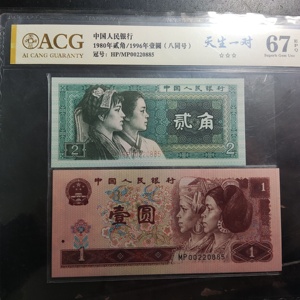 ACG
AI CANG GUARANTY
中国人民银行
1980年贰角/1996年壹圆（八同号）
冠号：HP/MP00220885
天生一对
☆☆☆
67
Superb Gem Unc
中国人民银行
贰角
2
2
中国人民银行
壹圆
1
1
MP00220885